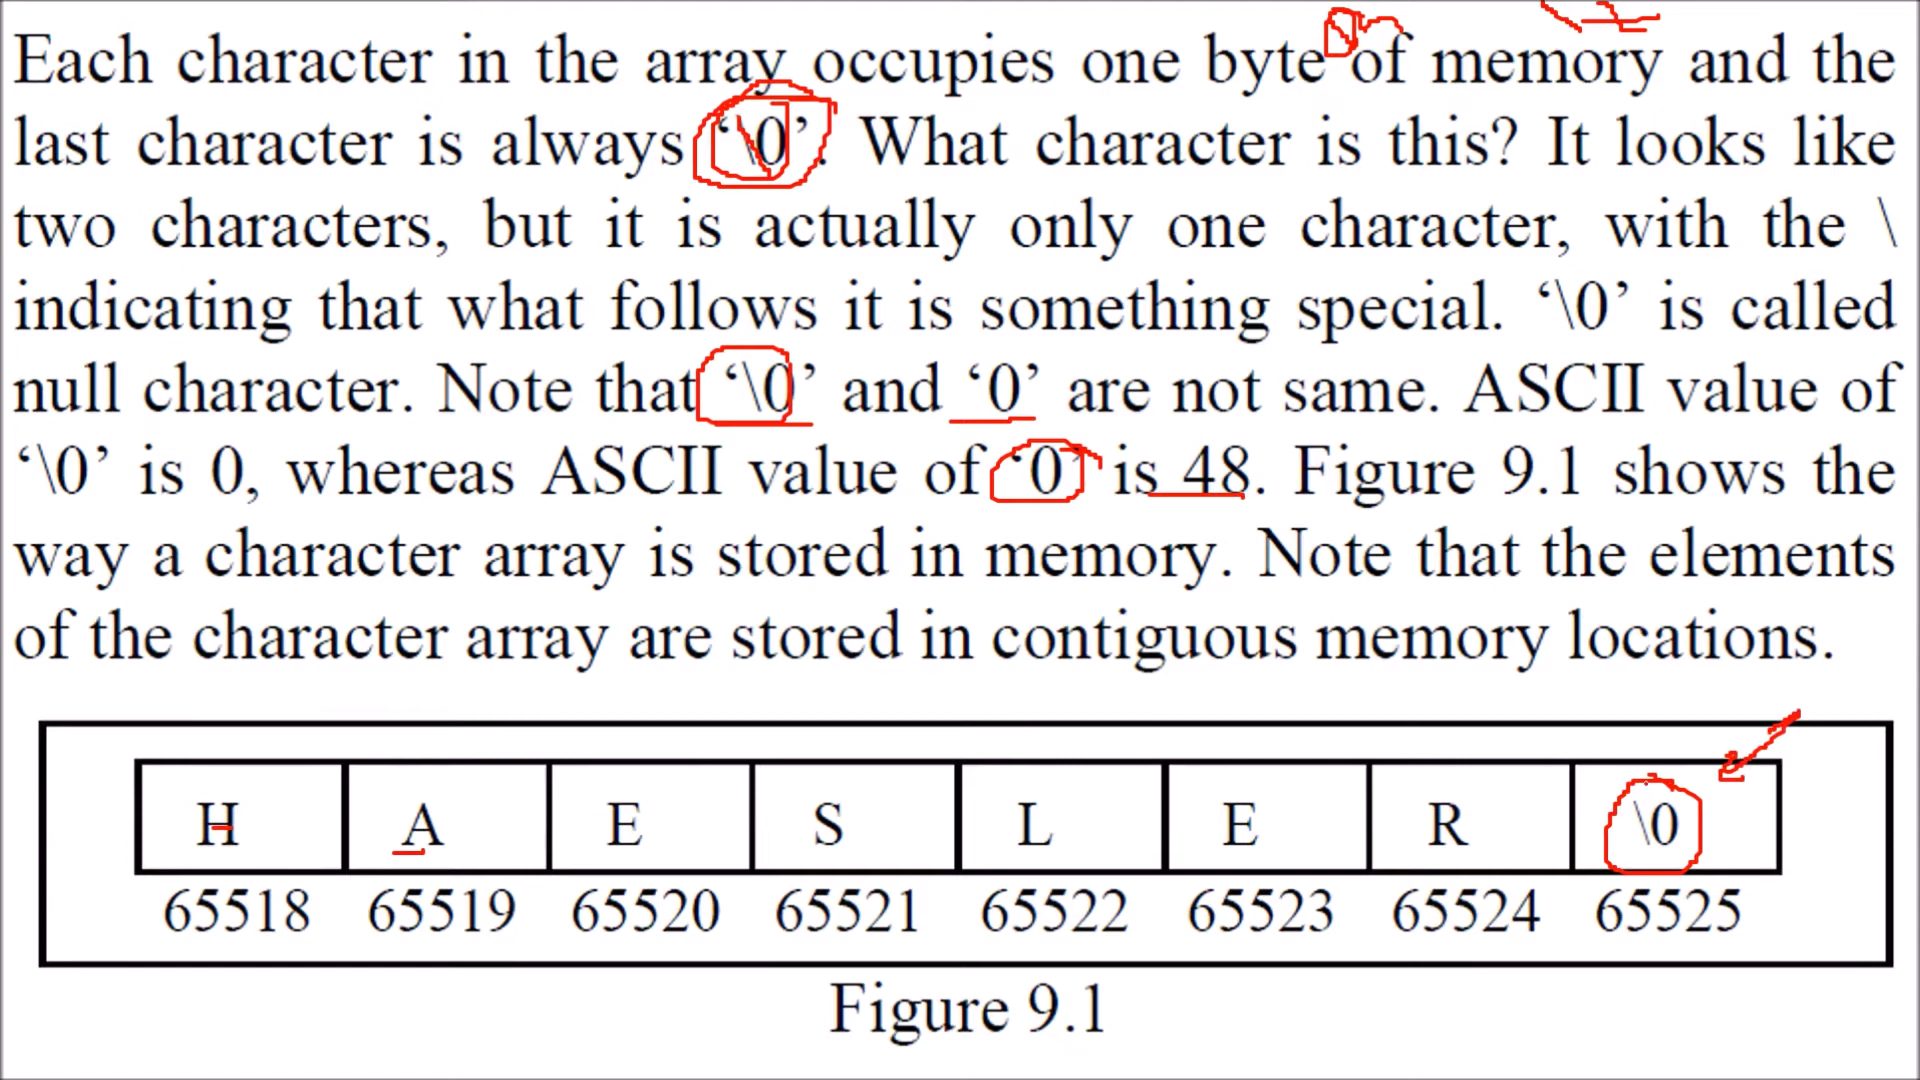 Each character in the array occupies one byte of memory and the
last character is always ‘\0’. What character is this? It looks like
two characters, but it is actually only one character, with the \
indicating that what follows it is something special. ‘\0’ is called
null character. Note that ‘\0’ and ‘0’ are not same. ASCII value of
‘\0’ is 0, whereas ASCII value of ‘0’ is 48. Figure 9.1 shows the
way a character array is stored in memory. Note that the elements
of the character array are stored in contiguous memory locations.
H A E S L E R \0
65518 65519 65520 65521 65522 65523 65524 65525
Figure 9.1